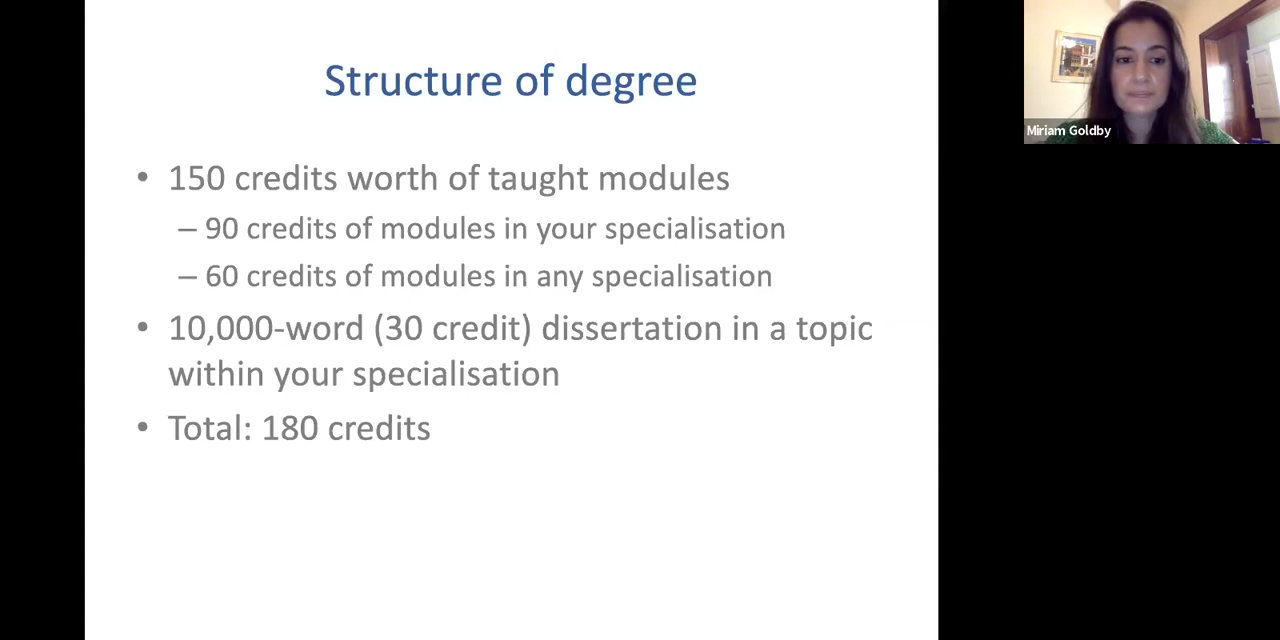 Structure of degree
• 150 credits worth of taught modules
– 90 credits of modules in your specialisation
– 60 credits of modules in any specialisation
• 10,000-word (30 credit) dissertation in a topic
within your specialisation
• Total: 180 credits
Miriam Goldby